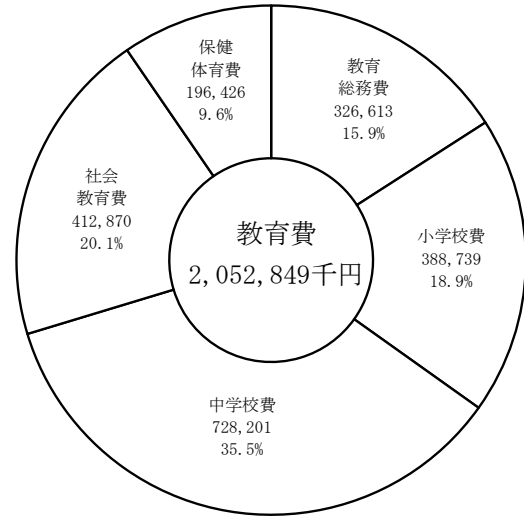 保健
体育費
196,426
9.6%
教育
総務費
326,613
15.9%
社会
教育費
412,870
20.1%
教育費
2,052,849千円
小学校費
388,739
18.9%
中学校費
728,201
35.5%